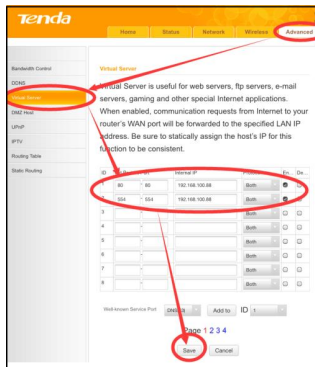 Tenda
Home Status Network Wireless Advanced
Bandwidth Control
DDNS
Virtual Server
DMZ Host
UPnP
IPTV
Routing Table
Static Routing
Virtual Server
Virtual Server is useful for web servers, ftp servers, e-mail
servers, gaming and other special Internet applications.
When enabled, communication requests from Internet to your
router's WAN port will be forwarded to the specified LAN IP
address. Be sure to statically assign the host's IP for this
function to be consistent.
ID Internal IP En... De...
1 80 - 80 192.168.100.88 Both
2 554 - 554 192.168.100.88 Both
3 - Both
4 - Both
5 - Both
6 - Both
7 - Both
8 - Both
Well-known Service Port Add to ID 1
Page 1 2 3 4
Save Cancel